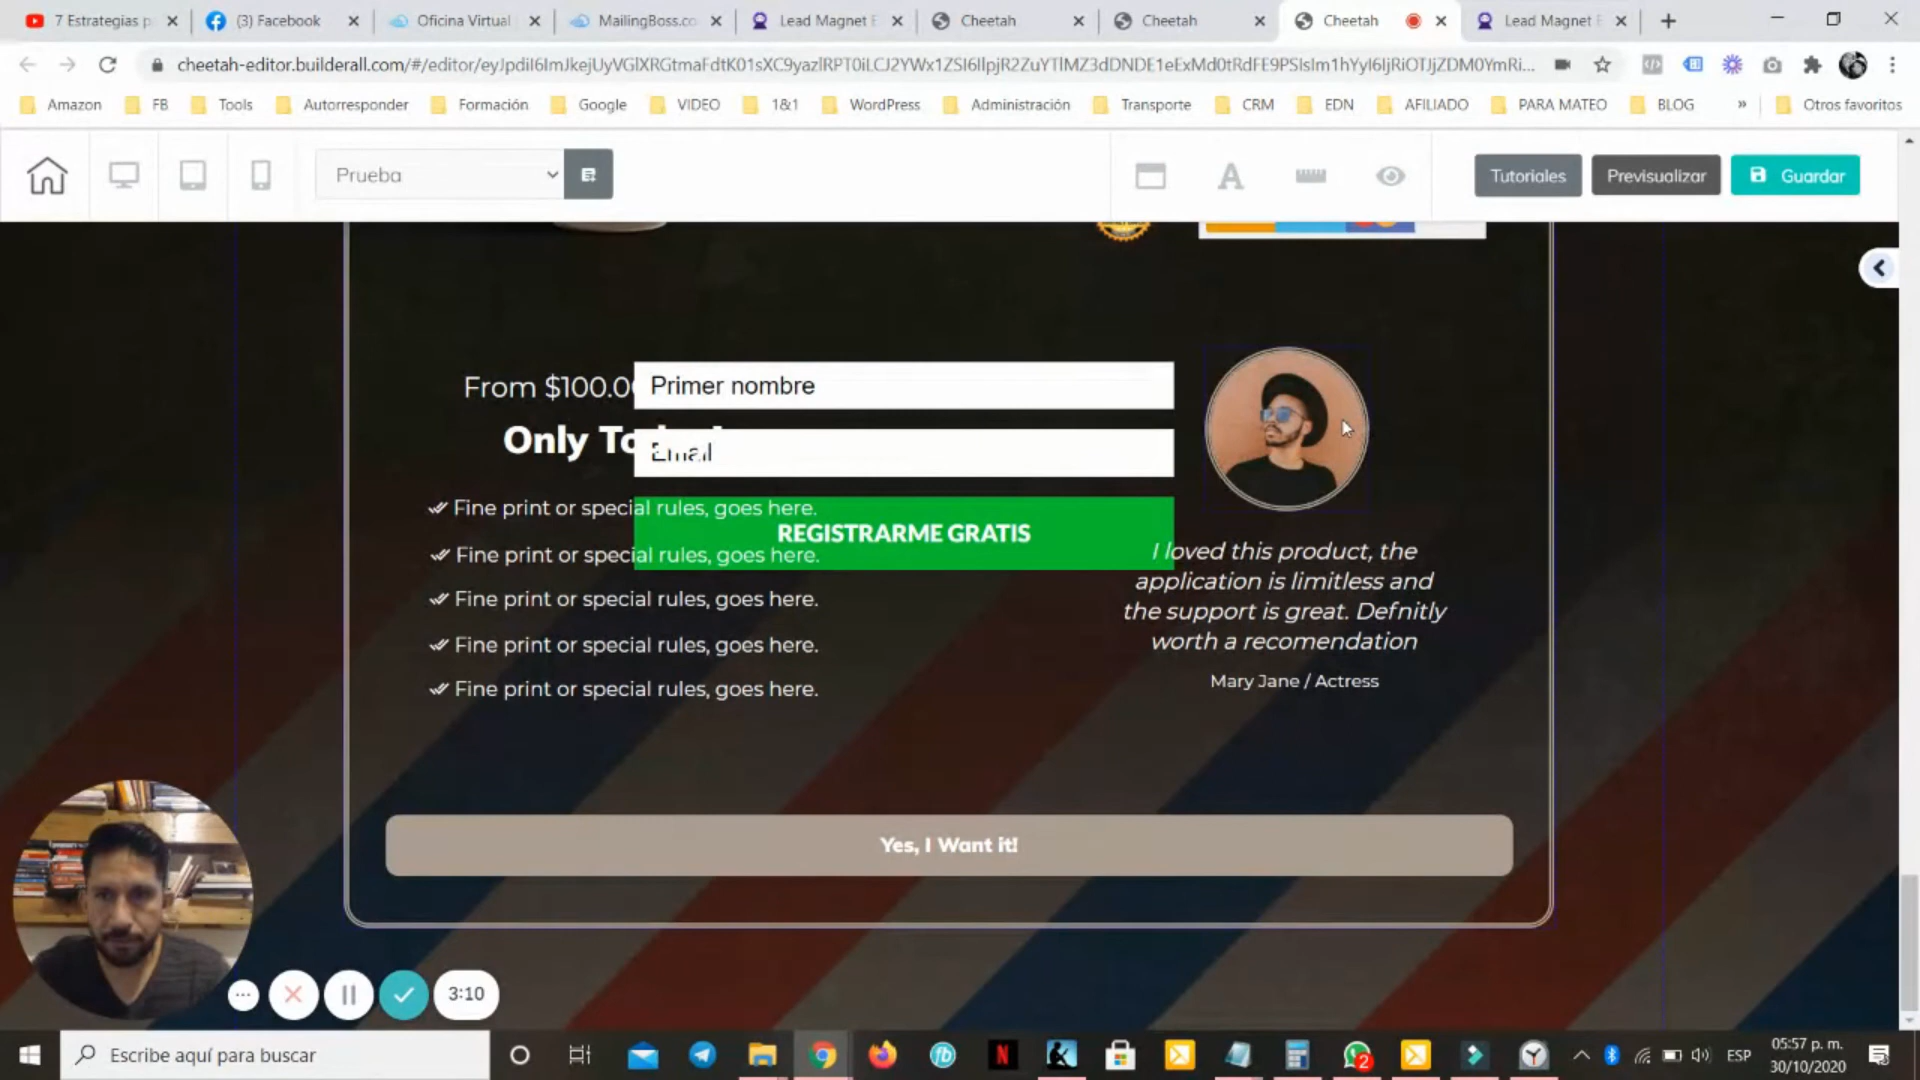 7 Estrategias p
(3) Facebook
Oficina Virtual
MailingBoss.co
Lead Magnet
Cheetah
Cheetah
Cheetah
Lead Magnet
Amazon
FB
Tools
Autorresponder
Formación
Google
VIDEO
1&1
WordPress
Administración
Transporte
CRM
EDN
AFILIADO
PARA MATEO
BLOG
»
Otros favoritos
Prueba
Tutoriales
Previsualizar
Guardar
From $100.0
Primer nombre
Only To
Email
Fine print or special rules, goes here.
REGISTRARME GRATIS
Fine print or special rules, goes here.
Fine print or special rules, goes here.
Fine print or special rules, goes here.
Fine print or special rules, goes here.
I loved this product, the
application is limitless and
the support is great. Defnitly
worth a recomendation
Mary Jane / Actress
Yes, I Want it!
3:10
Escribe aquí para buscar
2
ESP
05:57 p. m.
30/10/2020